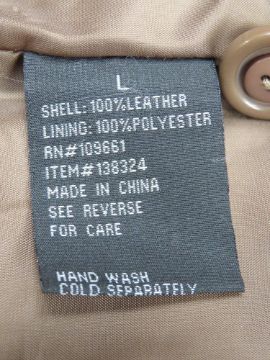 L
SHELL: 100%LEATHER
LINING: 100%POLYESTER
RN#109661
ITEM#138324
MADE IN CHINA
SEE REVERSE
FOR CARE
HAND WASH
COLD SEPARATELY